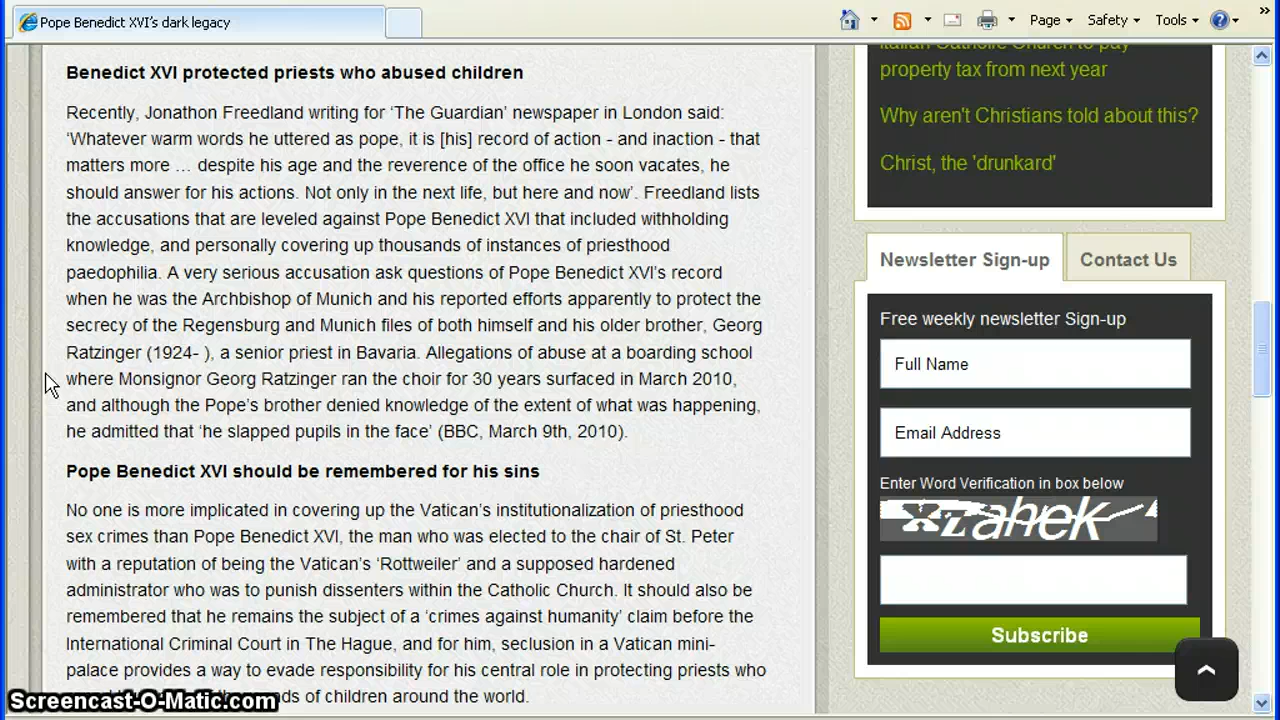 Pope Benedict XVI's dark legacy
Page
Safety
Tools
Benedict XVI protected priests who abused children
Recently, Jonathon Freedland writing for ‘The Guardian’ newspaper in London said:
‘Whatever warm words he uttered as pope, it is [his] record of action - and inaction - that
matters more … despite his age and the reverence of the office he soon vacates, he
should answer for his actions. Not only in the next life, but here and now’. Freedland lists
the accusations that are leveled against Pope Benedict XVI that included withholding
knowledge, and personally covering up thousands of instances of priesthood
paedophilia. A very serious accusation ask questions of Pope Benedict XVI’s record
when he was the Archbishop of Munich and his reported efforts apparently to protect the
secrecy of the Regensburg and Munich files of both himself and his older brother, Georg
Ratzinger (1924- ), a senior priest in Bavaria. Allegations of abuse at a boarding school
where Monsignor Georg Ratzinger ran the choir for 30 years surfaced in March 2010,
and although the Pope’s brother denied knowledge of the extent of what was happening,
he admitted that ‘he slapped pupils in the face’ (BBC, March 9th, 2010).
Pope Benedict XVI should be remembered for his sins
No one is more implicated in covering up the Vatican’s institutionalization of priesthood
sex crimes than Pope Benedict XVI, the man who was elected to the chair of St. Peter
with a reputation of being the Vatican’s ‘Rottweiler’ and a supposed hardened
administrator who was to punish dissenters within the Catholic Church. It should also be
remembered that he remains the subject of a ‘crimes against humanity’ claim before the
International Criminal Court in The Hague, and for him, seclusion in a Vatican mini-
palace provides a way to evade responsibility for his central role in protecting priests who
of children around the world.
Italian Catholic Church to pay
property tax from next year
Why aren't Christians told about this?
Christ, the 'drunkard'
Newsletter Sign-up
Contact Us
Free weekly newsletter Sign-up
Full Name
Email Address
Enter Word Verification in box below
xzahek
Subscribe
Screencast-O-Matic.com